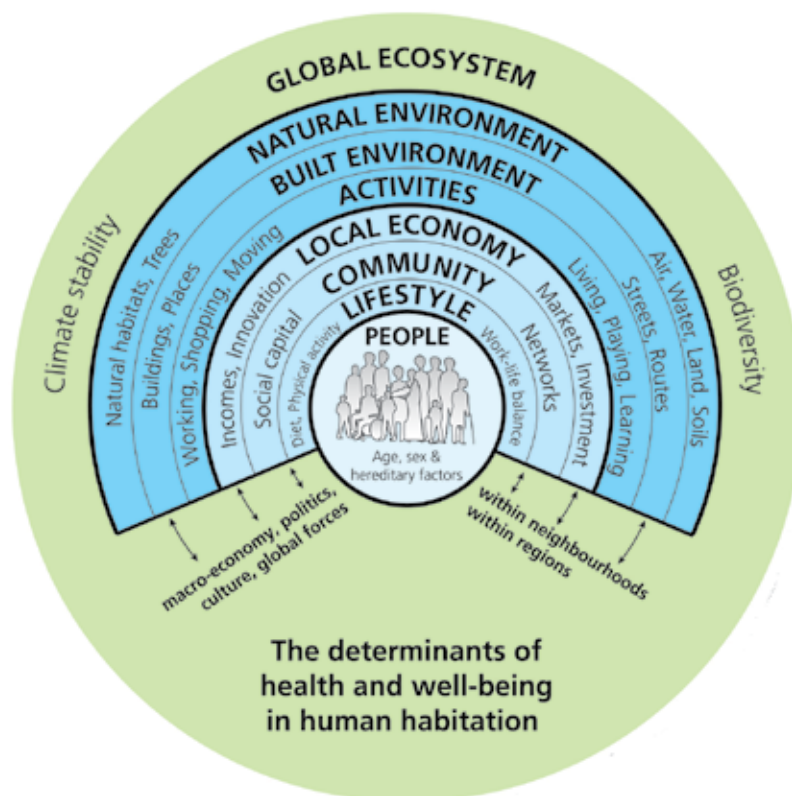 GLOBAL ECOSYSTEM
NATURAL ENVIRONMENT
BUILT ENVIRONMENT
ACTIVITIES
LOCAL ECONOMY
COMMUNITY
LIFESTYLE
PEOPLE
Age, sex &
hereditary factors
Climate stability
Natural habitats, Trees
Buildings, Places
Working, Shopping, Moving
Incomes, Innovation
Social capital
Diet, Physical activity
Work-life balance
Networks
Markets, Investment
Living, Playing, Learning
Streets, Routes
Air, Water, Land, Soils
Biodiversity
macro-economy, politics,
culture, global forces
within neighbourhoods
within regions
The determinants of
health and well-being
in human habitation